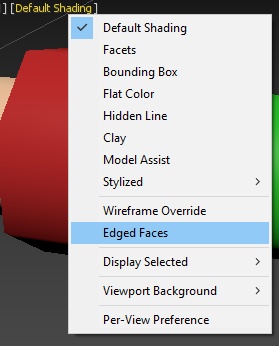 ] [Default Shading ]
Default Shading
Facets
Bounding Box
Flat Color
Hidden Line
Clay
Model Assist
Stylized
Wireframe Override
Edged Faces
Display Selected
Viewport Background
Per-View Preference